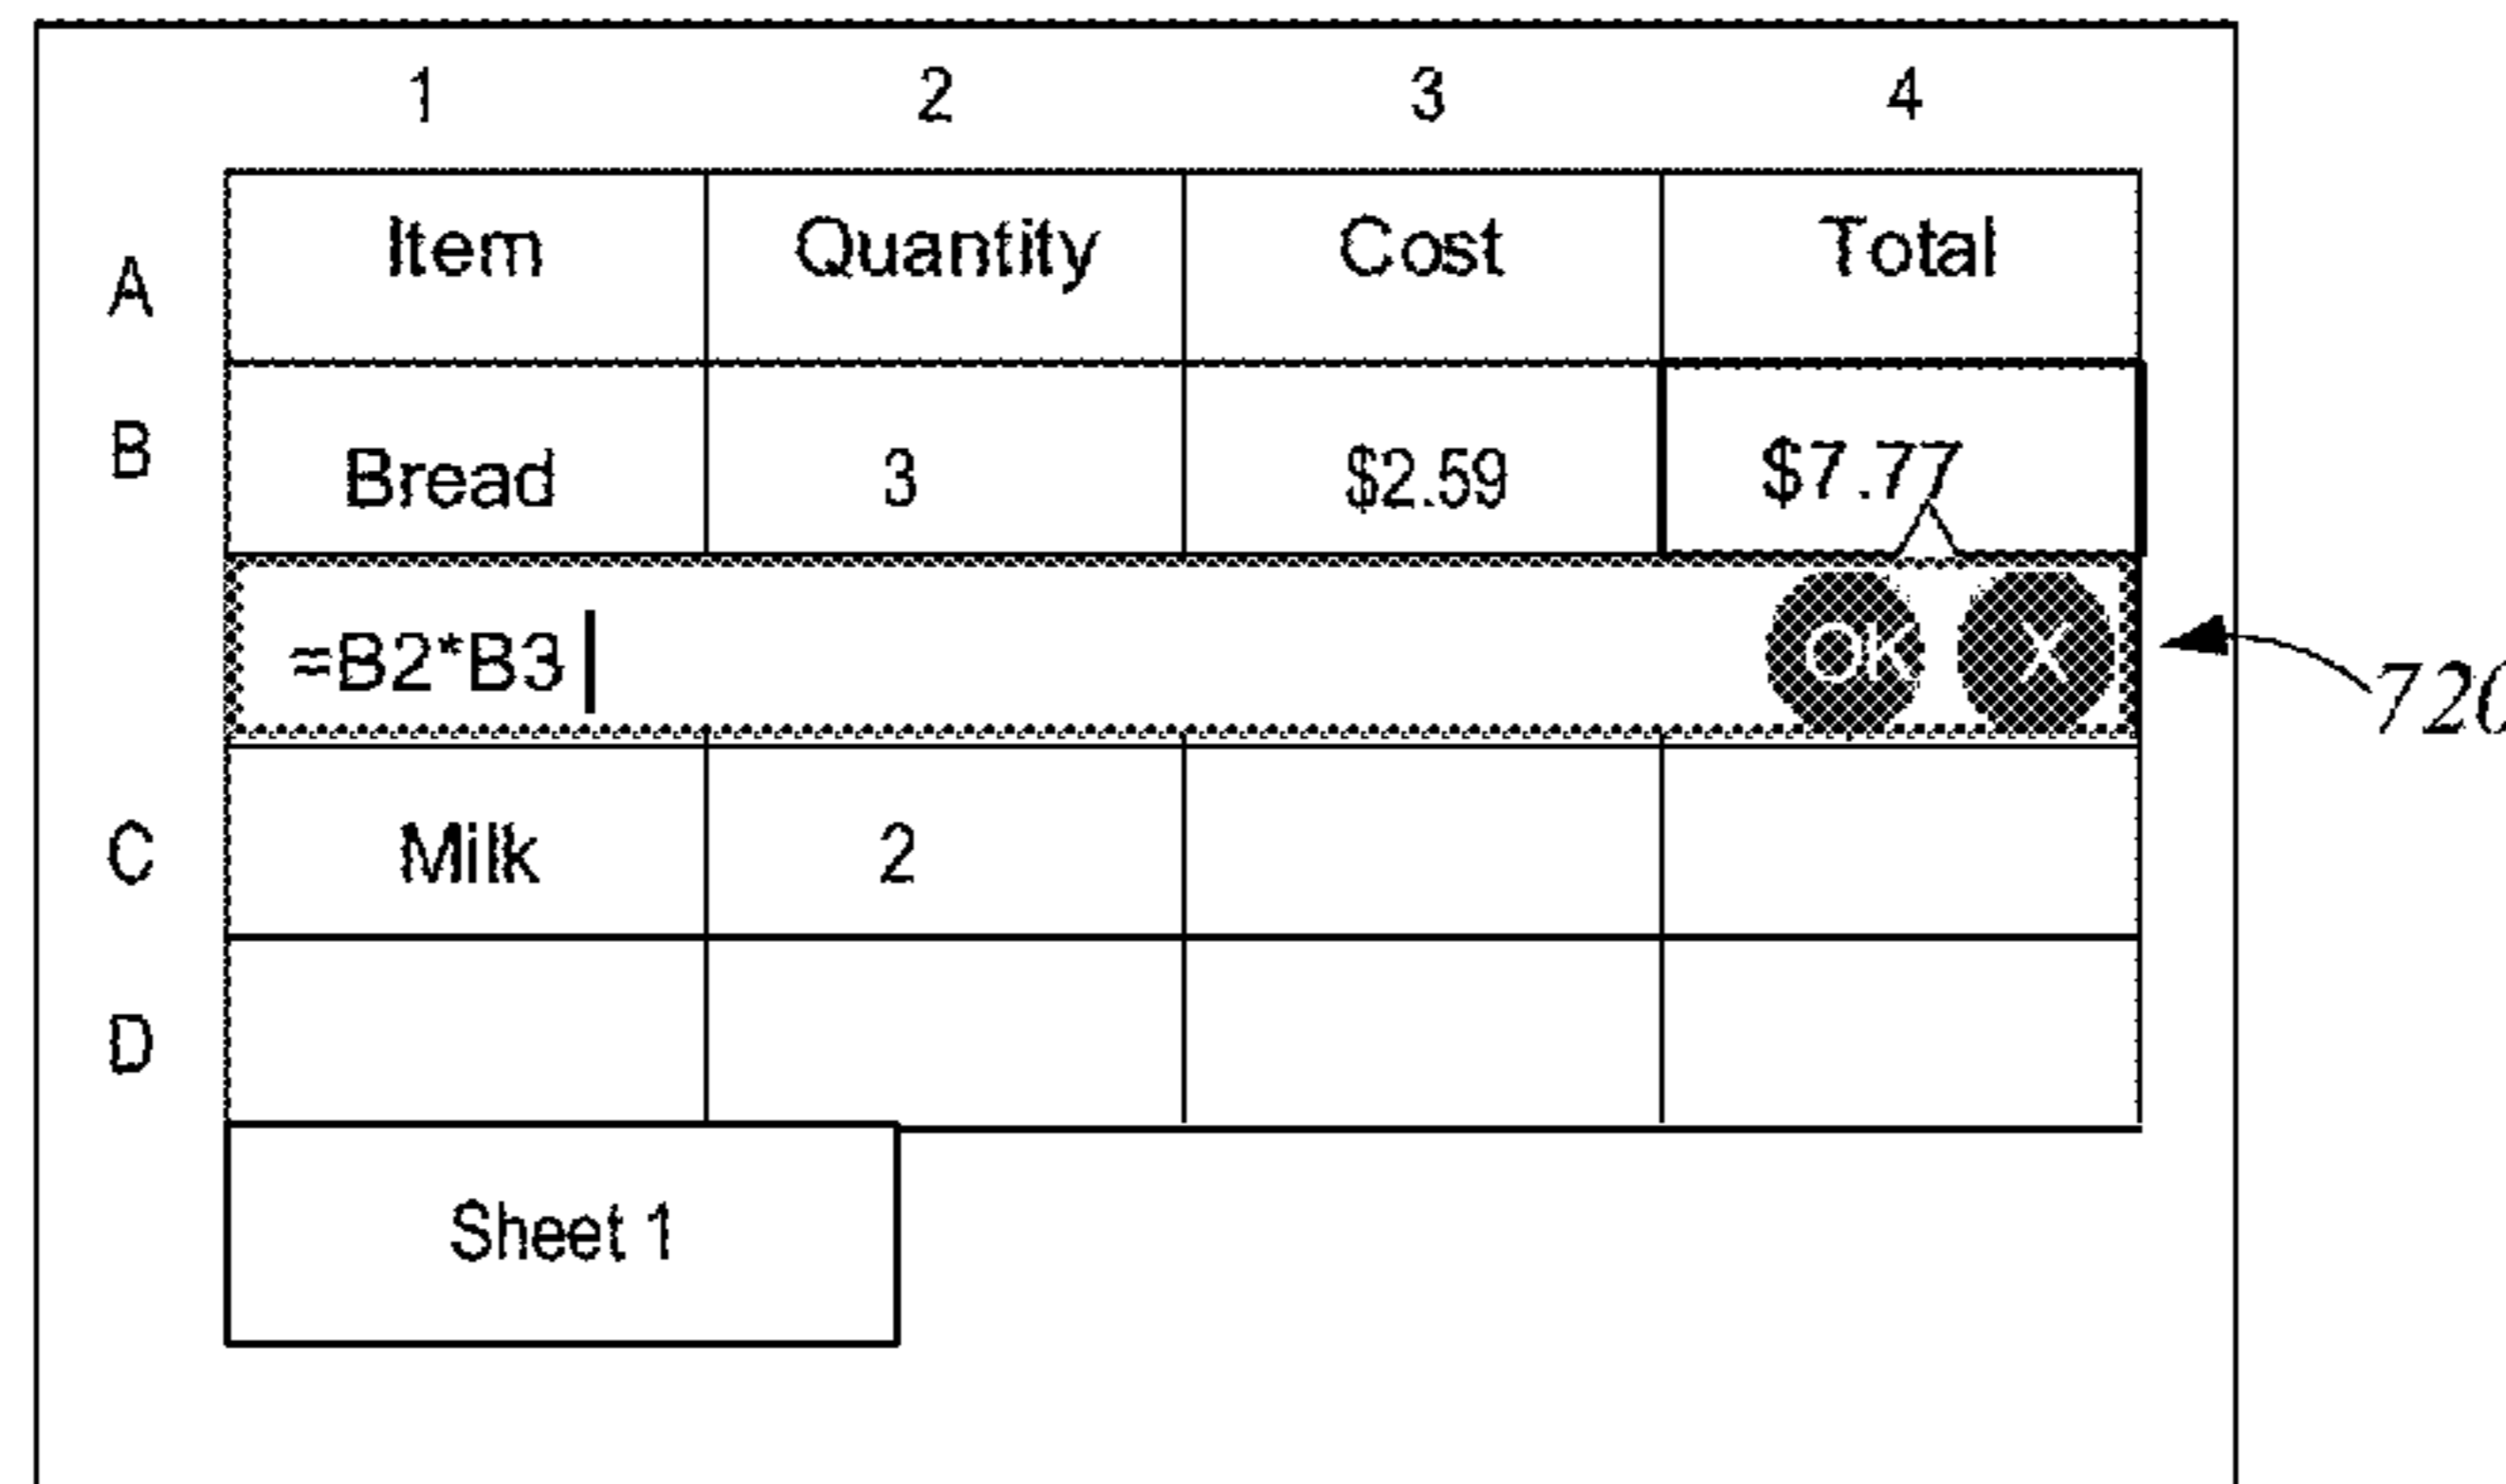 1 2 3 4
A Item Quantity Cost Total
B Bread 3 $2.59 $7.77
=B2*B3 OK X
720
C Milk 2
D
Sheet 1